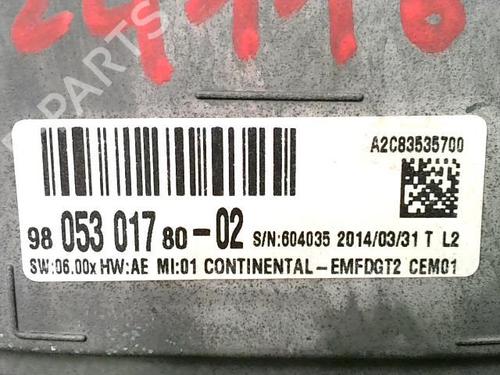 PARTS
A2C83535700
98 053 017 80-02 S/N:604035 2014/03/31 T L2
SW:06.00x HW:AE MI:01 CONTINENTAL-EMFDGT2 CEM01